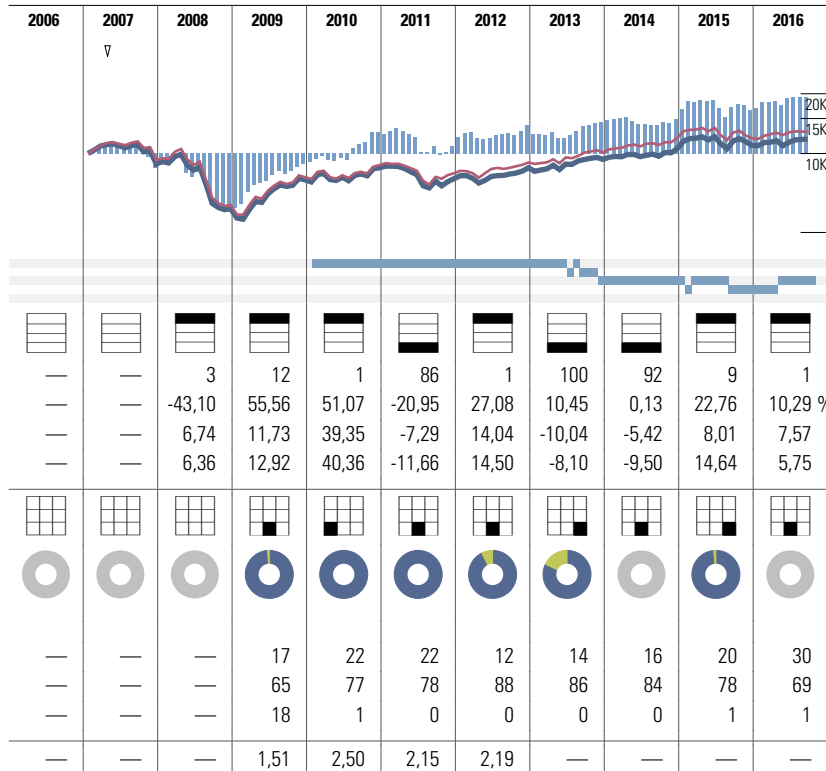 2006 2007 2008 2009 2010 2011 2012 2013 2014 2015 2016
20K
15K
10K
— — 3 12 1 86 1 100 92 9 1
— — -43,10 55,56 51,07 -20,95 27,08 10,45 0,13 22,76 10,29 %
— — 6,74 11,73 39,35 -7,29 14,04 -10,04 -5,42 8,01 7,57
— — 6,36 12,92 40,36 -11,66 14,50 -8,10 -9,50 14,64 5,75
— — — 17 22 22 12 14 16 20 30
— — — 65 77 78 88 86 84 78 69
— — — 18 1 0 0 0 0 1 1
— — — 1,51 2,50 2,15 2,19 — — — —